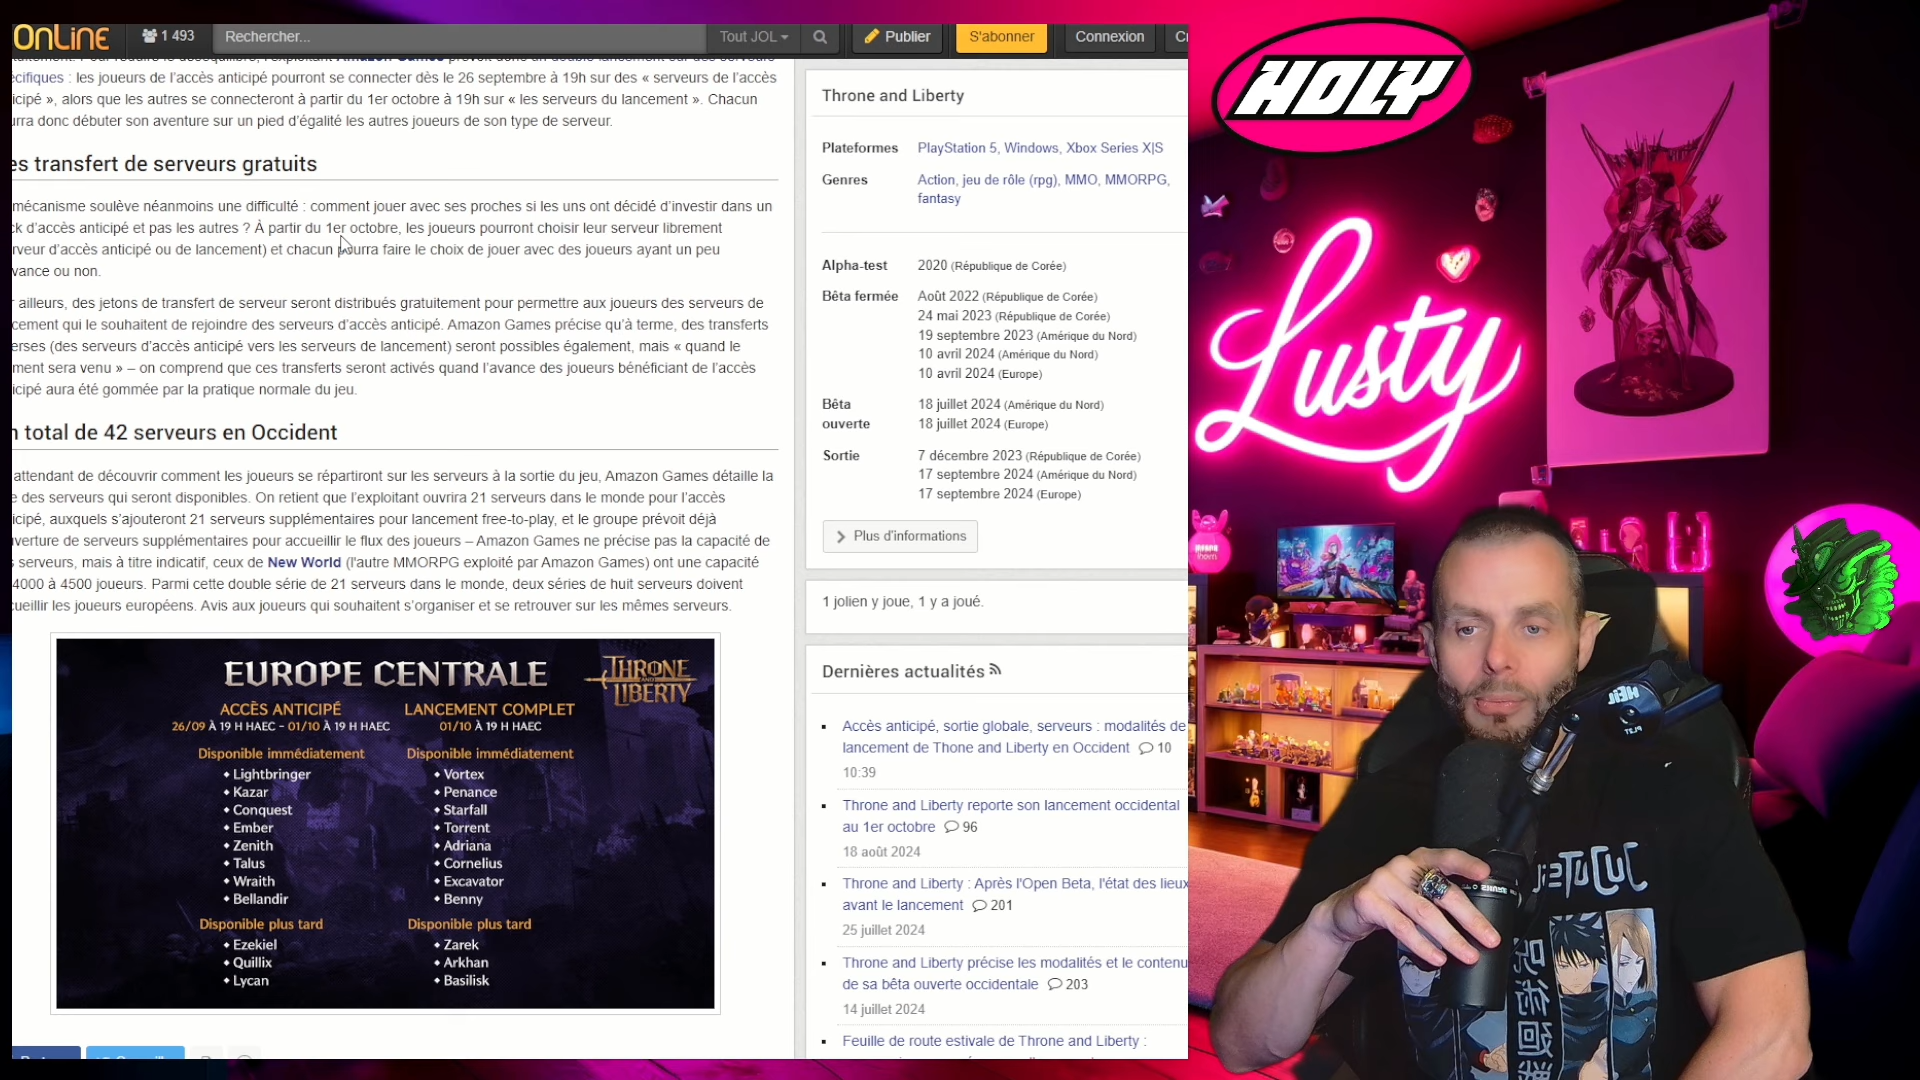 OnLine
1 493
Rechercher...
Tout JOL
Publier
S'abonner
Connexion
écifiques : les joueurs de l'accès anticipé pourront se connecter dès le 26 septembre à 19h sur des « serveurs de l'accès
icipé », alors que les autres se connecteront à partir du 1er octobre à 19h sur « les serveurs du lancement ». Chacun
urra donc débuter son aventure sur un pied d'égalité les autres joueurs de son type de serveur.
es transfert de serveurs gratuits
mécanisme soulève néanmoins une difficulté : comment jouer avec ses proches si les uns ont décidé d'investir dans un
ck d'accès anticipé et pas les autres ? À partir du 1er octobre, les joueurs pourront choisir leur serveur librement
rveur d'accès anticipé ou de lancement) et chacun pourra faire le choix de jouer avec des joueurs ayant un peu
vance ou non.
r ailleurs, des jetons de transfert de serveur seront distribués gratuitement pour permettre aux joueurs des serveurs de
cement qui le souhaitent de rejoindre des serveurs d'accès anticipé. Amazon Games précise qu'à terme, des transferts
erses (des serveurs d'accès anticipé vers les serveurs de lancement) seront possibles également, mais « quand le
ment sera venu » – on comprend que ces transferts seront activés quand l'avance des joueurs bénéficiant de l'accès
icipé aura été gommée par la pratique normale du jeu.
n total de 42 serveurs en Occident
attendant de découvrir comment les joueurs se répartiront sur les serveurs à la sortie du jeu, Amazon Games détaille la
e des serveurs qui seront disponibles. On retient que l'exploitant ouvrira 21 serveurs dans le monde pour l'accès
icipé, auxquels s'ajouteront 21 serveurs supplémentaires pour lancement free-to-play, et le groupe prévoit déjà
verture de serveurs supplémentaires pour accueillir le flux des joueurs – Amazon Games ne précise pas la capacité de
s serveurs, mais à titre indicatif, ceux de New World (l'autre MMORPG exploité par Amazon Games) ont une capacité
4000 à 4500 joueurs. Parmi cette double série de 21 serveurs dans le monde, deux séries de huit serveurs doivent
cueillir les joueurs européens. Avis aux joueurs qui souhaitent s'organiser et se retrouver sur les mêmes serveurs.
EUROPE CENTRALE
THRONE AND LIBERTY
ACCÈS ANTICIPÉ
26/09 À 19 H HAEC - 01/10 À 19 H HAEC
Disponible immédiatement
Lightbringer
Kazar
Conquest
Ember
Zenith
Talus
Wraith
Bellandir
Disponible plus tard
Ezekiel
Quillix
Lycan
LANCEMENT COMPLET
01/10 À 19 H HAEC
Disponible immédiatement
Vortex
Penance
Starfall
Torrent
Adriana
Cornelius
Excavator
Benny
Disponible plus tard
Zarek
Arkhan
Basilisk
Throne and Liberty
Plateformes PlayStation 5, Windows, Xbox Series X|S
Genres Action, jeu de rôle (rpg), MMO, MMORPG,
fantasy
Alpha-test 2020 (République de Corée)
Bêta fermée Août 2022 (République de Corée)
24 mai 2023 (République de Corée)
19 septembre 2023 (Amérique du Nord)
10 avril 2024 (Amérique du Nord)
10 avril 2024 (Europe)
Bêta ouverte 18 juillet 2024 (Amérique du Nord)
18 juillet 2024 (Europe)
Sortie 7 décembre 2023 (République de Corée)
17 septembre 2024 (Amérique du Nord)
17 septembre 2024 (Europe)
Plus d'informations
1 jolien y joue, 1 y a joué.
Dernières actualités
Accès anticipé, sortie globale, serveurs : modalités de
lancement de Thone and Liberty en Occident 10
10:39
Throne and Liberty reporte son lancement occidental
au 1er octobre 96
18 août 2024
Throne and Liberty : Après l'Open Beta, l'état des lieux
avant le lancement 201
25 juillet 2024
Throne and Liberty précise les modalités et le contenu
de sa bêta ouverte occidentale 203
14 juillet 2024
Feuille de route estivale de Throne and Liberty :
HOLY
Lusty